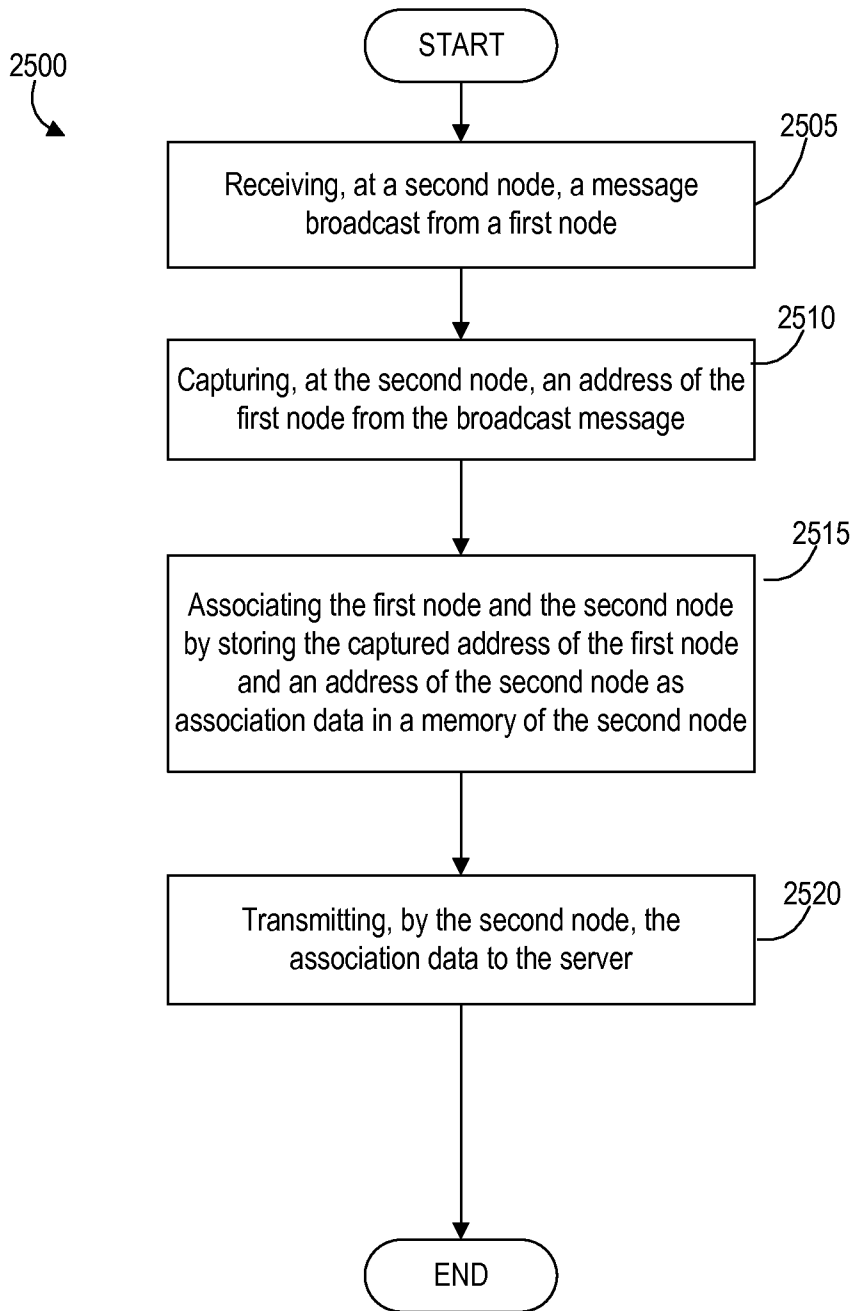 START
2500
2505
Receiving, at a second node, a message
broadcast from a first node
2510
Capturing, at the second node, an address of the
first node from the broadcast message
2515
Associating the first node and the second node
by storing the captured address of the first node
and an address of the second node as
association data in a memory of the second node
2520
Transmitting, by the second node, the
association data to the server
END